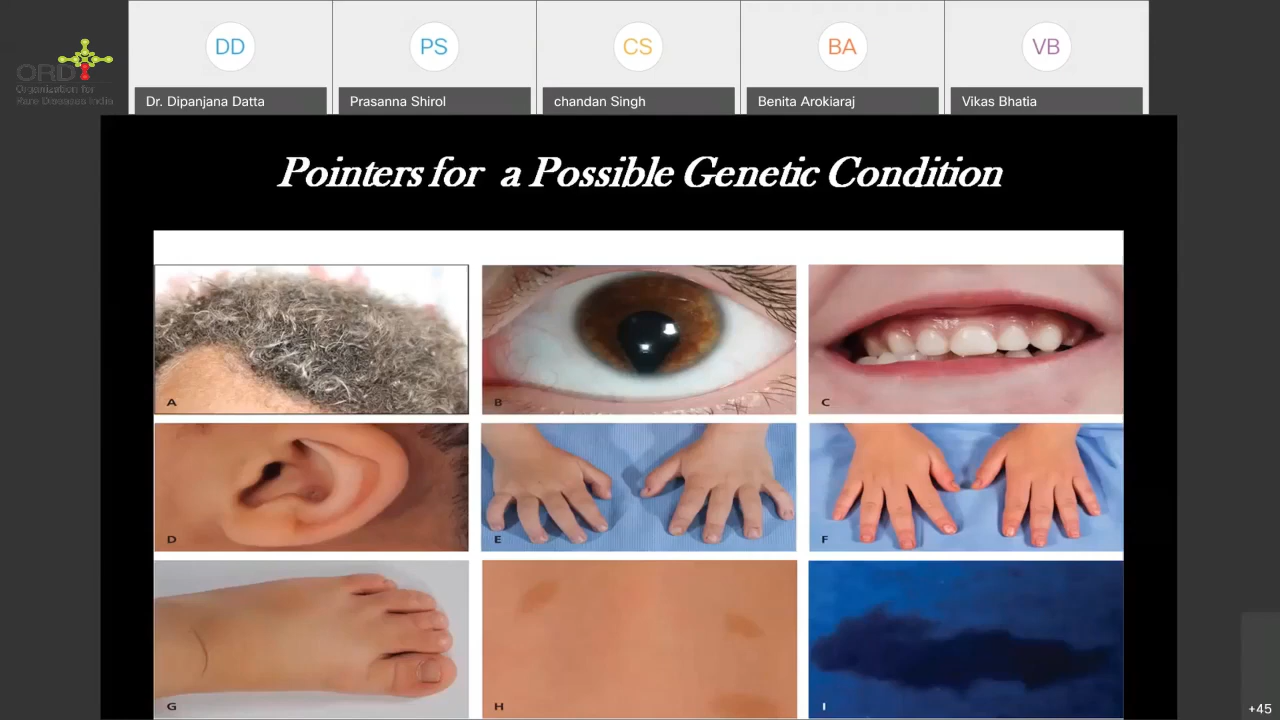 ORDI
Organization for
Rare Diseases India
DD
PS
CS
BA
VB
Dr. Dipanjana Datta
Prasanna Shirol
chandan Singh
Benita Arokiaraj
Vikas Bhatia
Pointers for a Possible Genetic Condition
A
B
C
D
E
F
G
H
I
+45